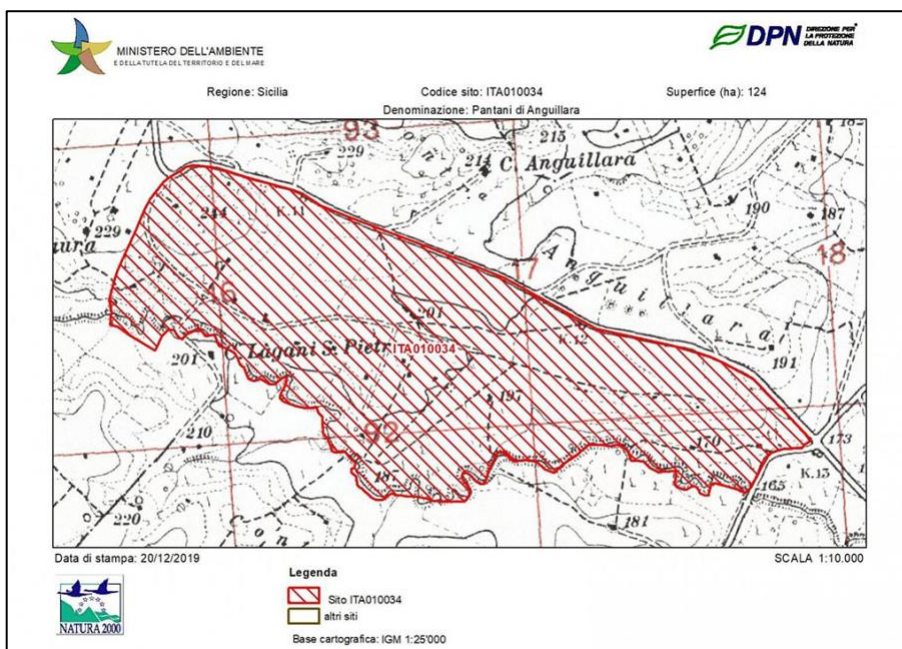 MINISTERO DELL'AMBIENTE
E DELLA TUTELA DEL TERRITORIO E DEL MARE
DPN DIREZIONE PER
LA PROTEZIONE
DELLA NATURA
Regione: Sicilia Codice sito: ITA010034 Superfice (ha): 124
Denominazione: Pantani di Anguillara
93
229
215
214 C. Anguillara
190
187
244
K.11
229
17
18
Anguillara
201
K.12
191
C. Lagani S. Pietr
ITA010034
201
197
92
210
170
173
187
K.13
165
220
181
Data di stampa: 20/12/2019 SCALA 1:10.000
Legenda
Sito ITA010034
altri siti
NATURA 2000
Base cartografica: IGM 1:25'000